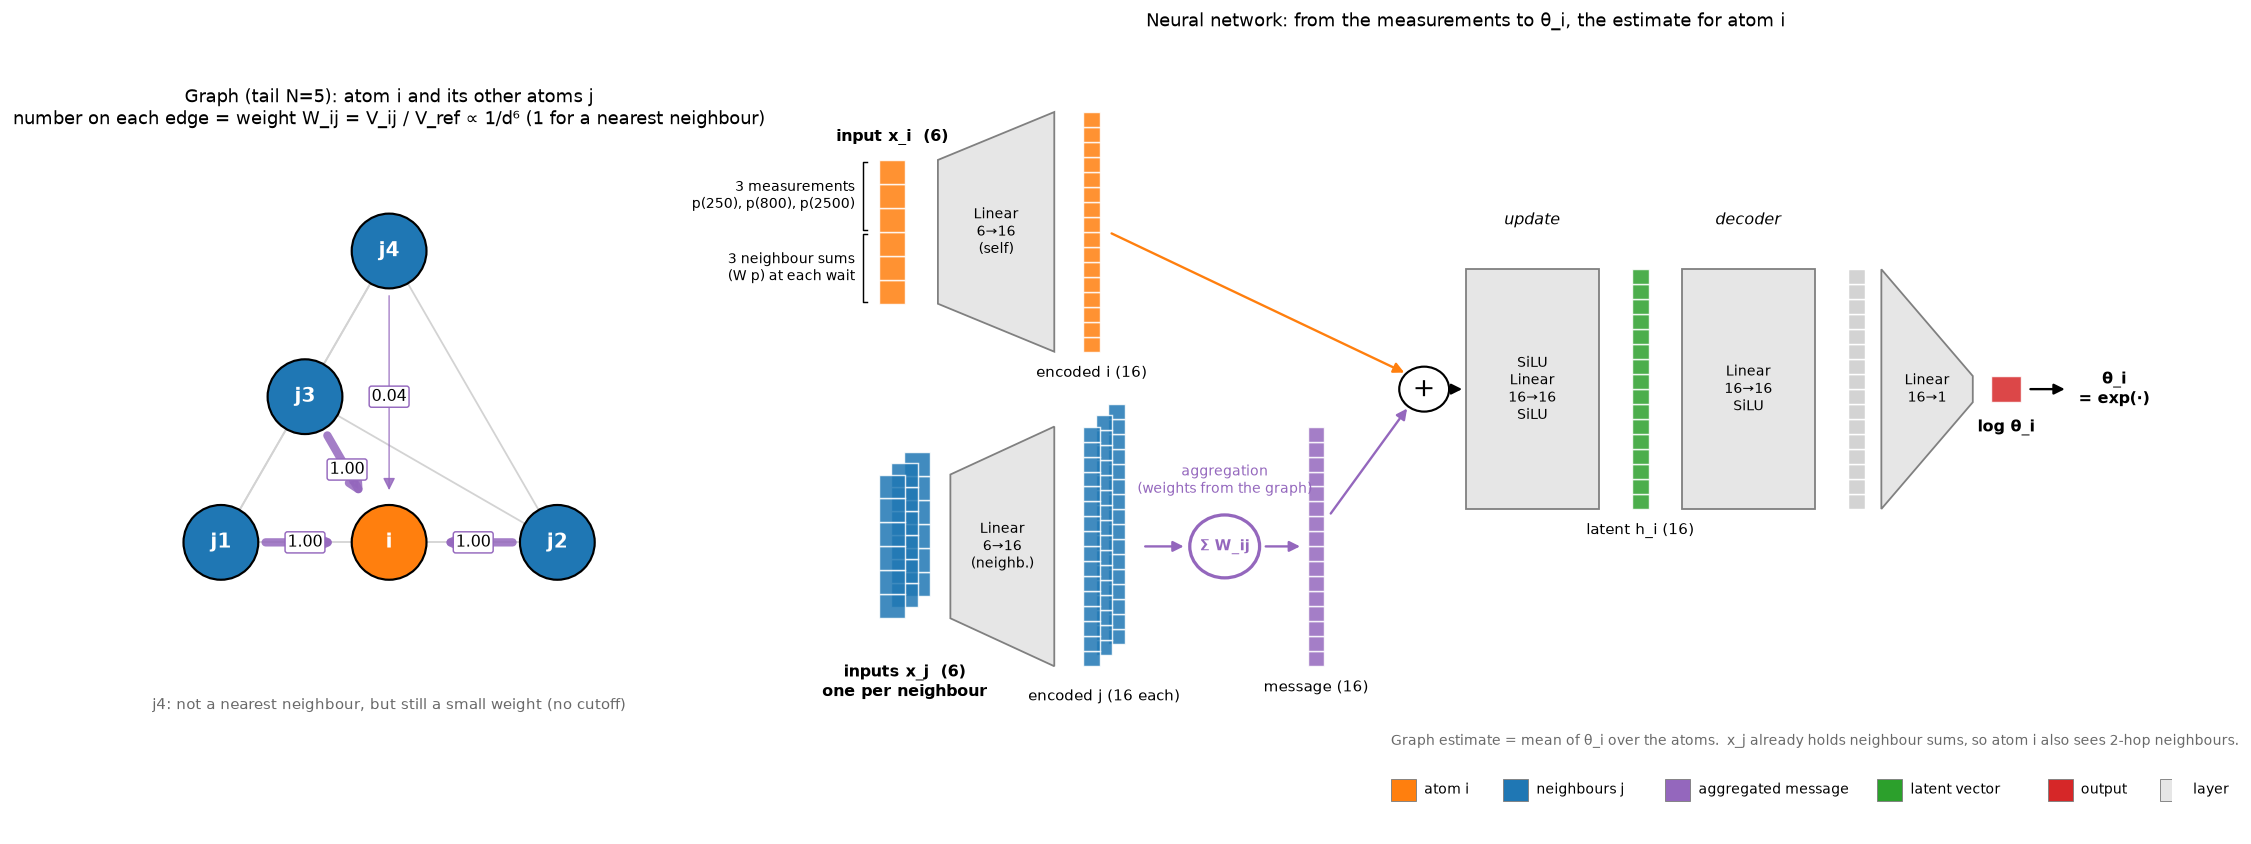 Neural network: from the measurements to θ_i, the estimate for atom i
Graph (tail N=5): atom i and its other atoms j
number on each edge = weight W_ij = V_ij / V_ref ∝ 1/d⁶ (1 for a nearest neighbour)
j4
j3
0.04
1.00
j1
1.00
i
1.00
j2
j4: not a nearest neighbour, but still a small weight (no cutoff)
input x_i (6)
3 measurements
p(250), p(800), p(2500)
3 neighbour sums
(W p) at each wait
Linear
6→16
(self)
encoded i (16)
Linear
6→16
(neighb.)
inputs x_j (6)
one per neighbour
encoded j (16 each)
aggregation
(weights from the graph)
Σ W_ij
message (16)
+
update
SiLU
Linear
16→16
SiLU
latent h_i (16)
decoder
Linear
16→16
SiLU
Linear
16→1
log θ_i
θ_i
= exp(·)
Graph estimate = mean of θ_i over the atoms. x_j already holds neighbour sums, so atom i also sees 2-hop neighbours.
atom i
neighbours j
aggregated message
latent vector
output
layer